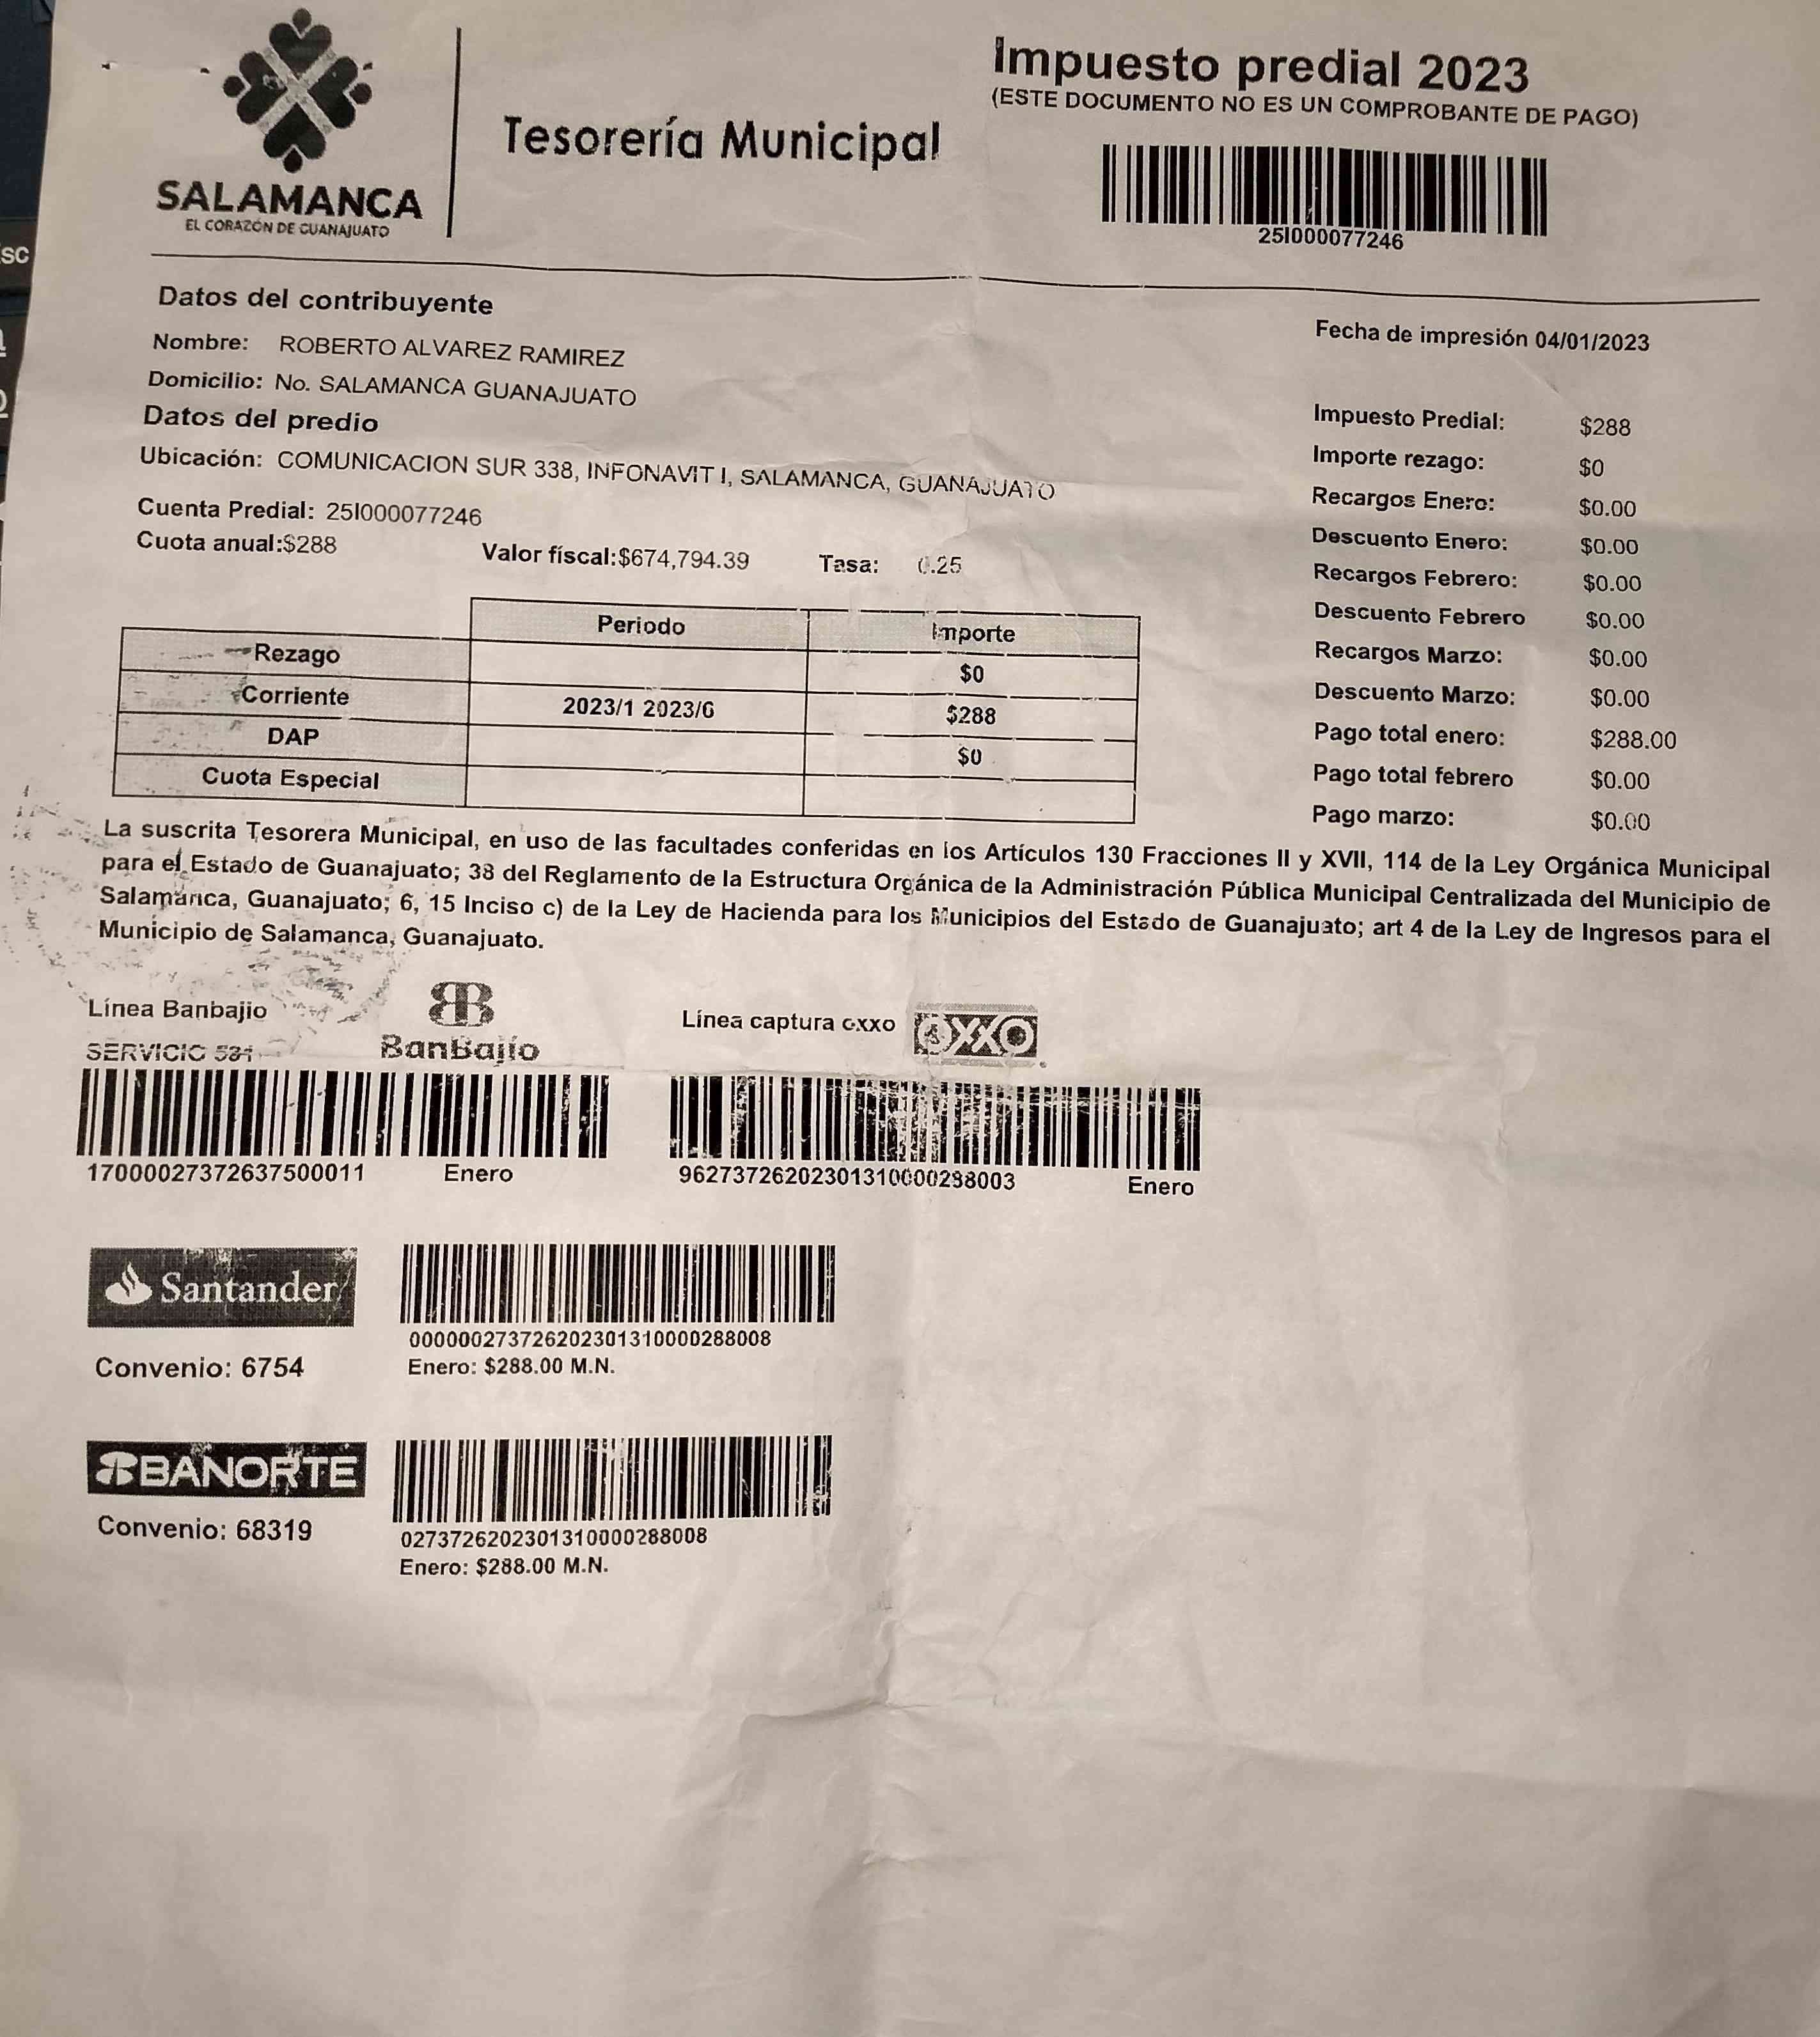 SALAMANCA
EL CORAZÓN DE GUANAJUATO
Tesorería Municipal
Impuesto predial 2023
(ESTE DOCUMENTO NO ES UN COMPROBANTE DE PAGO)
25I000077246
sc
Datos del contribuyente
Nombre: ROBERTO ALVAREZ RAMIREZ
Domicilio: No. SALAMANCA GUANAJUATO
Datos del predio
Ubicación: COMUNICACION SUR 338, INFONAVIT I, SALAMANCA, GUANAJUATO
Cuenta Predial: 25I000077246
Cuota anual:$288 Valor físcal:$674,794.39 Tasa: 0.25
Periodo Importe
Rezago $0
Corriente 2023/1 2023/6 $288
DAP $0
Cuota Especial
Fecha de impresión 04/01/2023
Impuesto Predial: $288
Importe rezago: $0
Recargos Enero: $0.00
Descuento Enero: $0.00
Recargos Febrero: $0.00
Descuento Febrero $0.00
Recargos Marzo: $0.00
Descuento Marzo: $0.00
Pago total enero: $288.00
Pago total febrero $0.00
Pago marzo: $0.00
La suscrita Tesorera Municipal, en uso de las facultades conferidas en los Artículos 130 Fracciones II y XVII, 114 de la Ley Orgánica Municipal
para el Estado de Guanajuato; 38 del Reglamento de la Estructura Orgánica de la Administración Pública Municipal Centralizada del Municipio de
Salamanca, Guanajuato; 6, 15 Inciso c) de la Ley de Hacienda para los Municipios del Estado de Guanajuato; art 4 de la Ley de Ingresos para el
Municipio de Salamanca, Guanajuato.
Línea Banbajio BanBajío
SERVICIO
17000027372637500011 Enero
Línea captura oxxo OXXO
962737262023013100000288003 Enero
Santander
Convenio: 6754
000000273726202301310000288008
Enero: $288.00 M.N.
BANORTE
Convenio: 68319
0273726202301310000288008
Enero: $288.00 M.N.